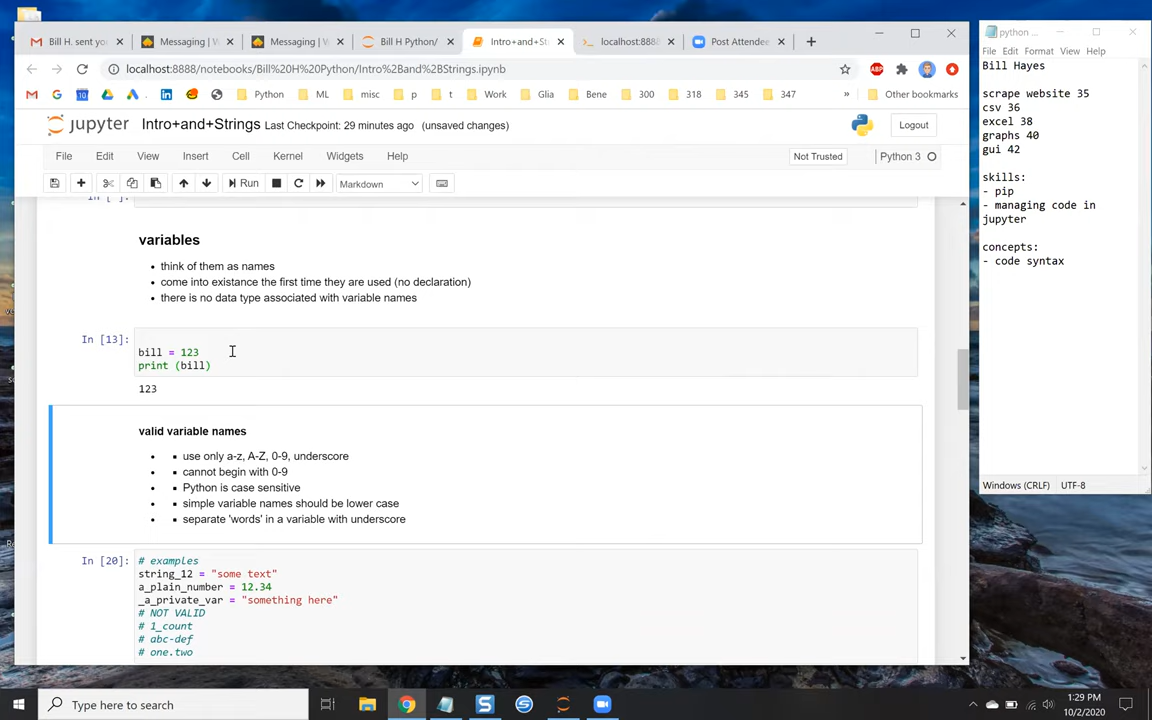 Bill H. sent you
Messaging | W
Messaging | W
Bill H Python/
Intro+and+Str
localhost:8888
Post Attendee
localhost:8888/notebooks/Bill%20H%20Python/Intro%2Band%2BStrings.ipynb
Python
ML
misc
p
t
Work
Glia
Bene
300
318
345
347
»
Other bookmarks
jupyter Intro+and+Strings Last Checkpoint: 29 minutes ago (unsaved changes)
Logout
File Edit View Insert Cell Kernel Widgets Help
Not Trusted
Python 3
Run
Markdown
In [ ]:
variables
• think of them as names
• come into existance the first time they are used (no declaration)
• there is no data type associated with variable names
In [13]:
bill = 123
print (bill)
123
valid variable names
• ▪ use only a-z, A-Z, 0-9, underscore
• ▪ cannot begin with 0-9
• ▪ Python is case sensitive
• ▪ simple variable names should be lower case
• ▪ separate 'words' in a variable with underscore
In [20]:
# examples
string_12 = "some text"
a_plain_number = 12.34
_a_private_var = "something here"
# NOT VALID
# 1_count
# abc-def
# one.two
python ...
File Edit Format View Help
Bill Hayes
scrape website 35
csv 36
excel 38
graphs 40
gui 42
skills:
- pip
- managing code in
jupyter
concepts:
- code syntax
Windows (CRLF)
UTF-8
Type here to search
1:29 PM
10/2/2020